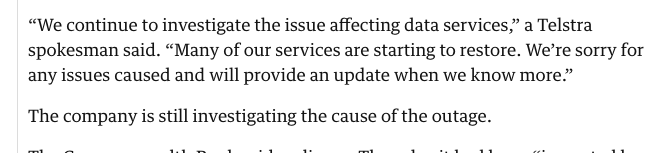 “We continue to investigate the issue affecting data services,” a Telstra
spokesman said. “Many of our services are starting to restore. We’re sorry for
any issues caused and will provide an update when we know more.”
The company is still investigating the cause of the outage.